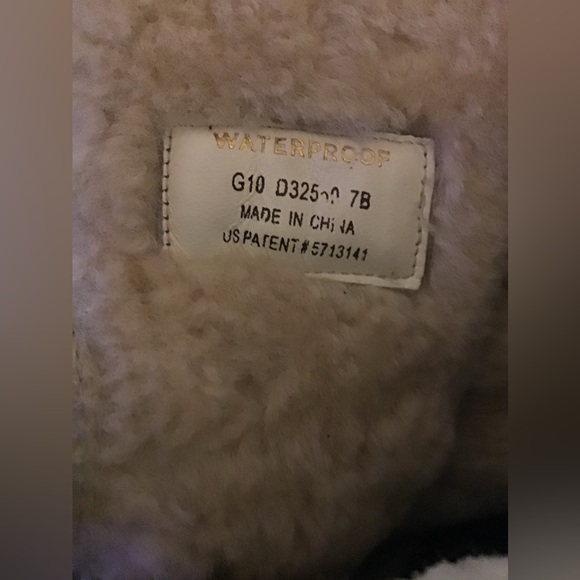 WATERPROOF
G10 7B
MADE IN CHINA
US PATENT # 5713141